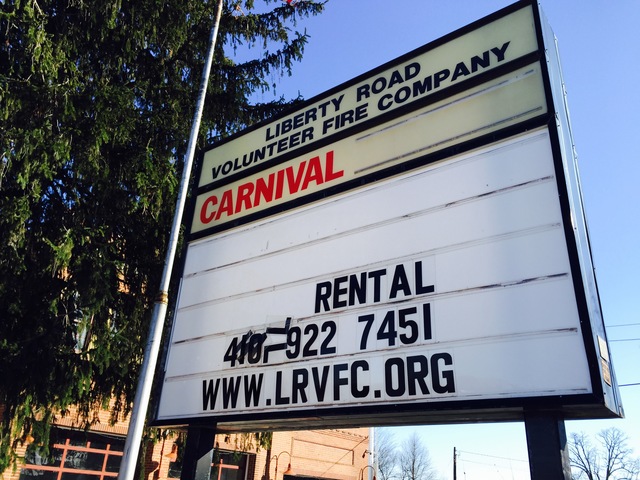 LIBERTY ROAD
VOLUNTEER FIRE COMPANY
CARNIVAL
RENTAL
410-922 7451
WWW.LRVFC.ORG